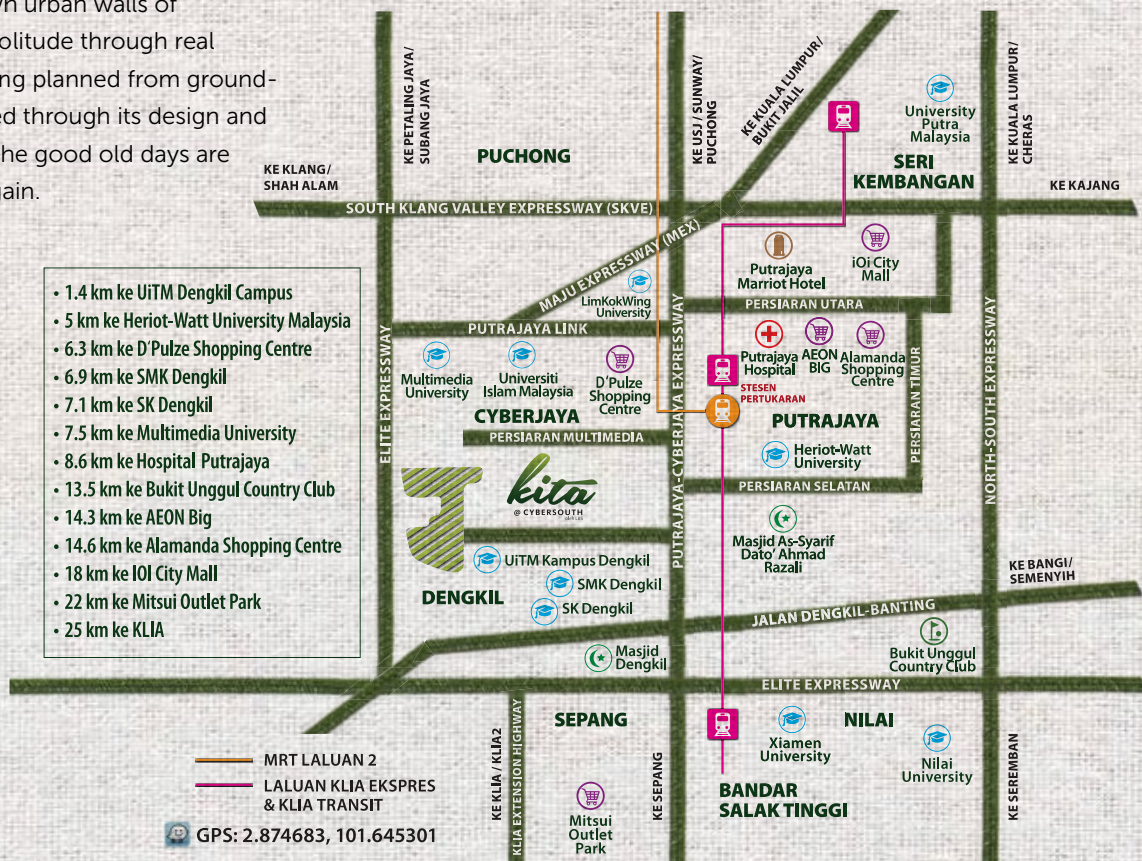 wn urban walls of
olitude through real
ng planned from ground-
ed through its design and
he good old days are
gain.
KE PETALING JAYA/
SUBANG JAYA
KE USJ / SUNWAY/
PUCHONG
KE KUALA LUMPUR/
BUKIT JALIL
KE KUALA LUMPUR/
CHERAS
University
Putra
Malaysia
PUCHONG
SERI
KEMBANGAN
KE KLANG/
SHAH ALAM
KE KAJANG
SOUTH KLANG VALLEY EXPRESSWAY (SKVE)
MAJU EXPRESSWAY (MEX)
Putrajaya
Marriot Hotel
iOi City
Mall
LimKokWing
University
PERSIARAN UTARA
PUTRAJAYA LINK
ELITE EXPRESSWAY
PUTRAJAYA-CYBERJAYA EXPRESSWAY
PERSIARAN TIMUR
NORTH-SOUTH EXPRESSWAY
Multimedia
University
Universiti
Islam Malaysia
D'Pulze
Shopping
Centre
Putrajaya
Hospital
AEON
BIG
Alamanda
Shopping
Centre
STESEN
PERTUKARAN
CYBERJAYA
PUTRAJAYA
PERSIARAN MULTIMEDIA
Heriot-Watt
University
PERSIARAN SELATAN
kita
@ CYBERSOUTH
Masjid As-Syarif
Dato' Ahmad
Razali
UiTM Kampus Dengkil
SMK Dengkil
SK Dengkil
DENGKIL
KE BANGI/
SEMENYIH
JALAN DENGKIL-BANTING
Masjid
Dengkil
Bukit Unggul
Country Club
ELITE EXPRESSWAY
SEPANG
NILAI
Xiamen
University
Nilai
University
KE KLIA / KLIA2
KLIA EXTENSION HIGHWAY
KE SEPANG
KE SEREMBAN
BANDAR
SALAK TINGGI
Mitsui
Outlet
Park
• 1.4 km ke UiTM Dengkil Campus
• 5 km ke Heriot-Watt University Malaysia
• 6.3 km ke D'Pulze Shopping Centre
• 6.9 km ke SMK Dengkil
• 7.1 km ke SK Dengkil
• 7.5 km ke Multimedia University
• 8.6 km ke Hospital Putrajaya
• 13.5 km ke Bukit Unggul Country Club
• 14.3 km ke AEON Big
• 14.6 km ke Alamanda Shopping Centre
• 18 km ke IOI City Mall
• 22 km ke Mitsui Outlet Park
• 25 km ke KLIA
MRT LALUAN 2
LALUAN KLIA EKSPRES
& KLIA TRANSIT
GPS: 2.874683, 101.645301